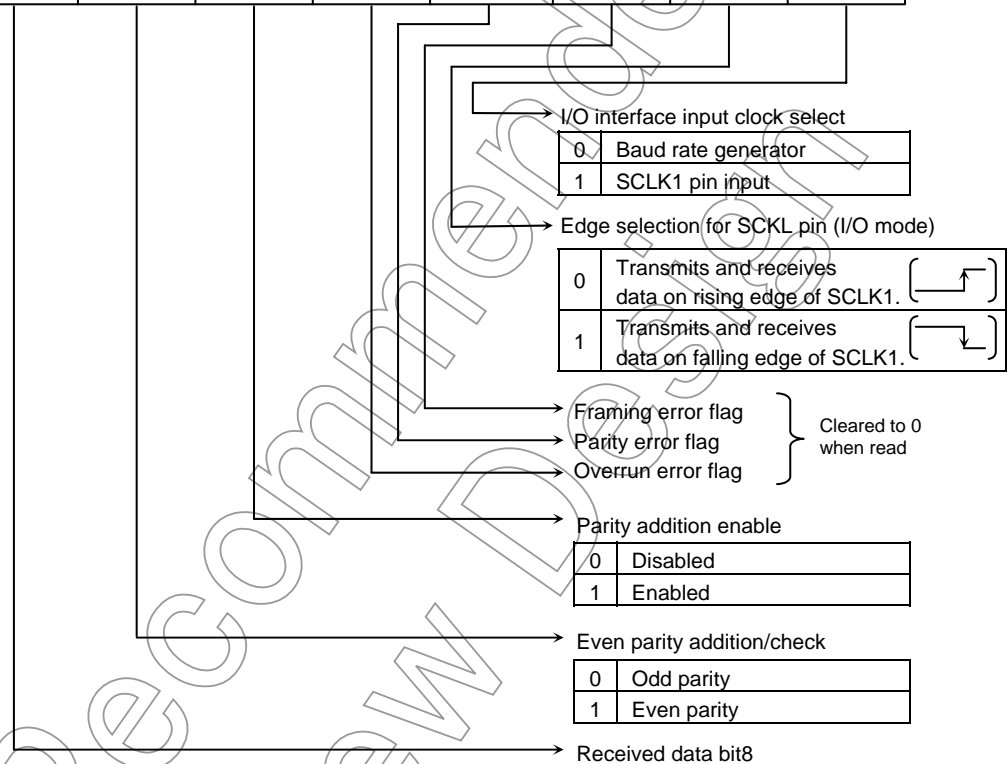 I/O interface input clock select
0 Baud rate generator
1 SCLK1 pin input
Edge selection for SCKL pin (I/O mode)
0 Transmits and receives
data on rising edge of SCLK1.
1 Transmits and receives
data on falling edge of SCLK1.
Framing error flag
Parity error flag
Overrun error flag
Cleared to 0
when read
Parity addition enable
0 Disabled
1 Enabled
Even parity addition/check
0 Odd parity
1 Even parity
Received data bit8
Recommende
ew Design